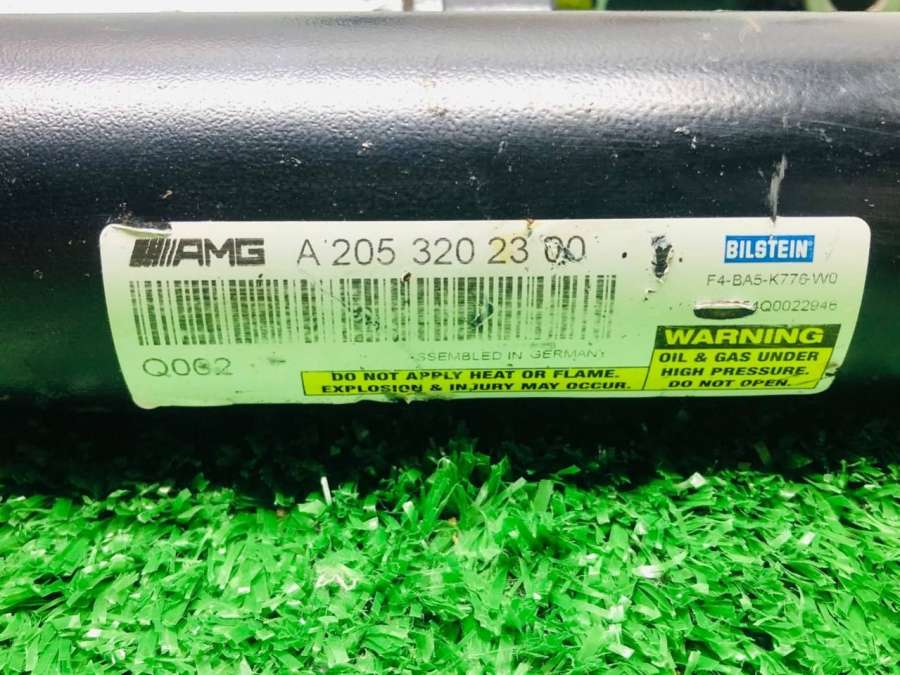 AMG A 205 320 23 00
BILSTEIN
F4-BA5-K776-W0
4Q0022946
Q062
ASSEMBLED IN GERMANY
DO NOT APPLY HEAT OR FLAME.
EXPLOSION & INJURY MAY OCCUR.
WARNING
OIL & GAS UNDER
HIGH PRESSURE.
DO NOT OPEN.